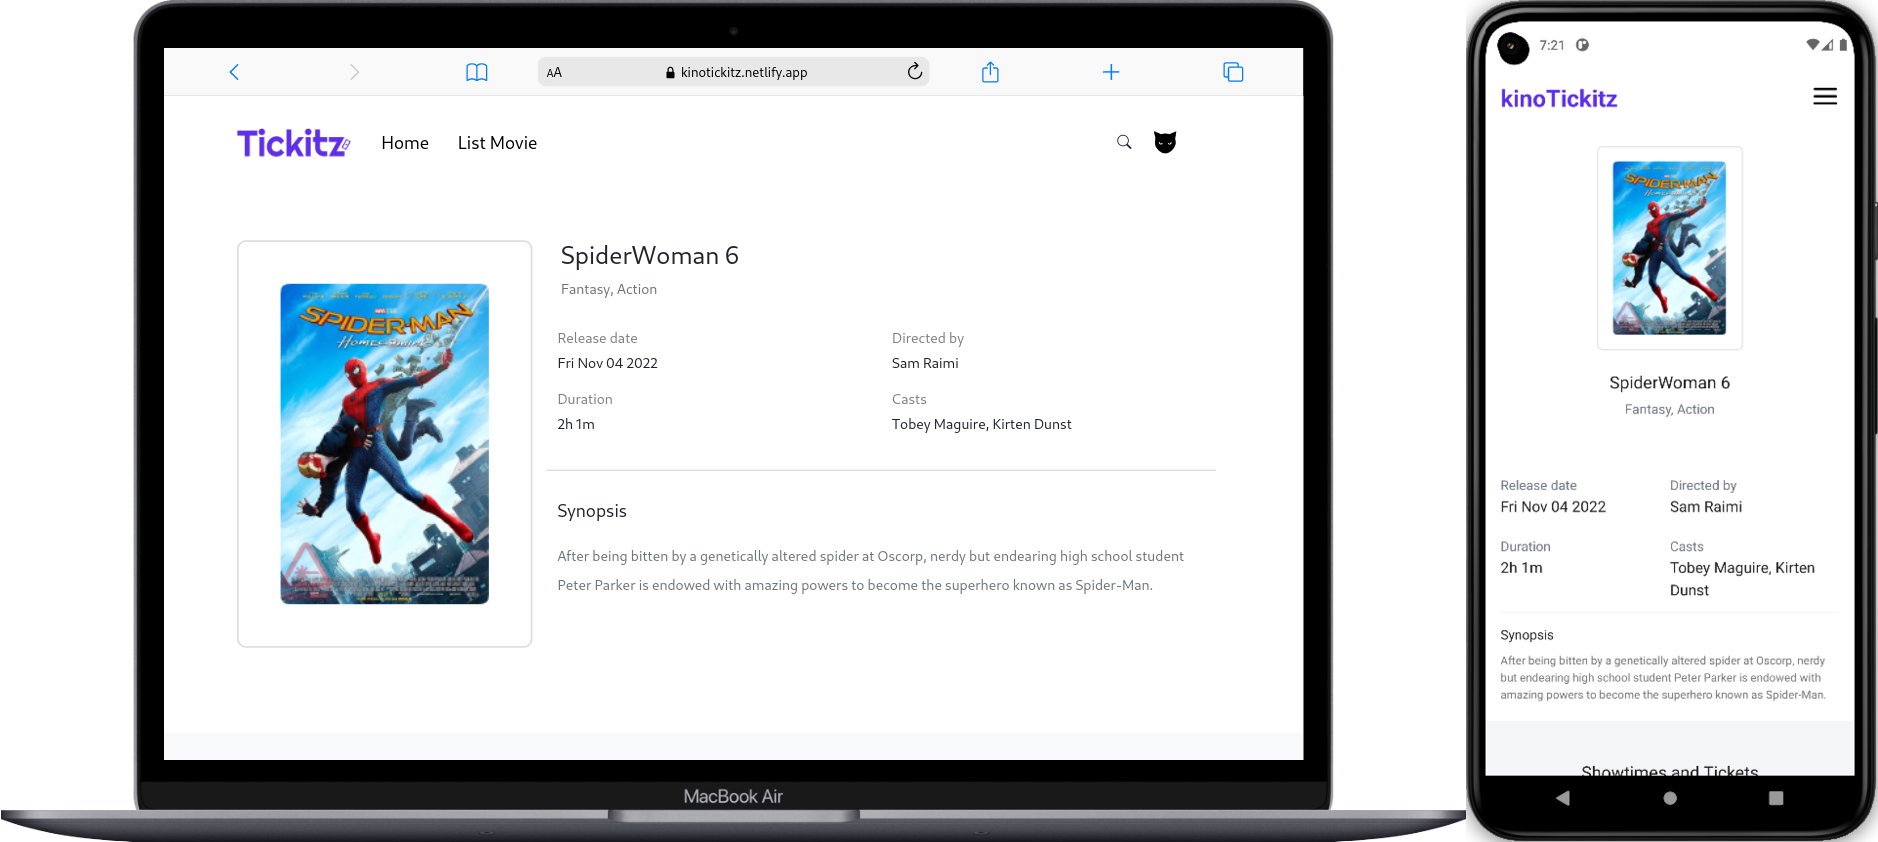 AA kinotickitz.netlify.app
Tickitz Home List Movie
SPIDER-MAN
HOMECOMING
SpiderWoman 6
Fantasy, Action
Release date
Fri Nov 04 2022
Directed by
Sam Raimi
Duration
2h 1m
Casts
Tobey Maguire, Kirten Dunst
Synopsis
After being bitten by a genetically altered spider at Oscorp, nerdy but endearing high school student
Peter Parker is endowed with amazing powers to become the superhero known as Spider-Man.
MacBook Air
7:21
kinoTickitz
SPIDER-MAN
HOMECOMING
SpiderWoman 6
Fantasy, Action
Release date
Fri Nov 04 2022
Directed by
Sam Raimi
Duration
2h 1m
Casts
Tobey Maguire, Kirten
Dunst
Synopsis
After being bitten by a genetically altered spider at Oscorp, nerdy
but endearing high school student Peter Parker is endowed with
amazing powers to become the superhero known as Spider-Man.
Showtimes and Tickets